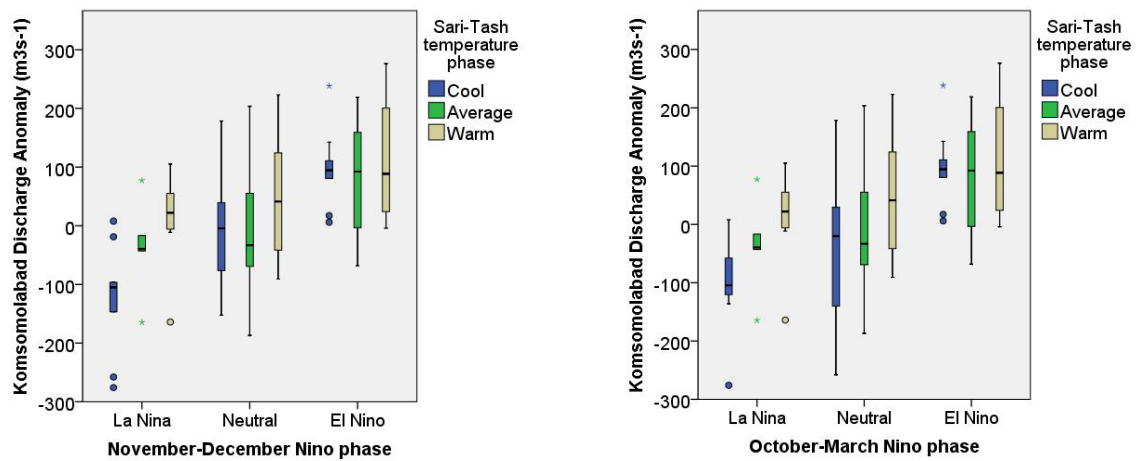 Komsomolabad Discharge Anomaly (m3s-1)
300
200
100
0
-100
-200
-300
La Nina
Neutral
El Nino
November-December Nino phase
Sari-Tash
temperature
phase
Cool
Average
Warm
Komsomolabad Discharge Anomaly (m3s-1)
300
200
100
0
-100
-200
-300
La Nina
Neutral
El Nino
October-March Nino phase
Sari-Tash
temperature
phase
Cool
Average
Warm